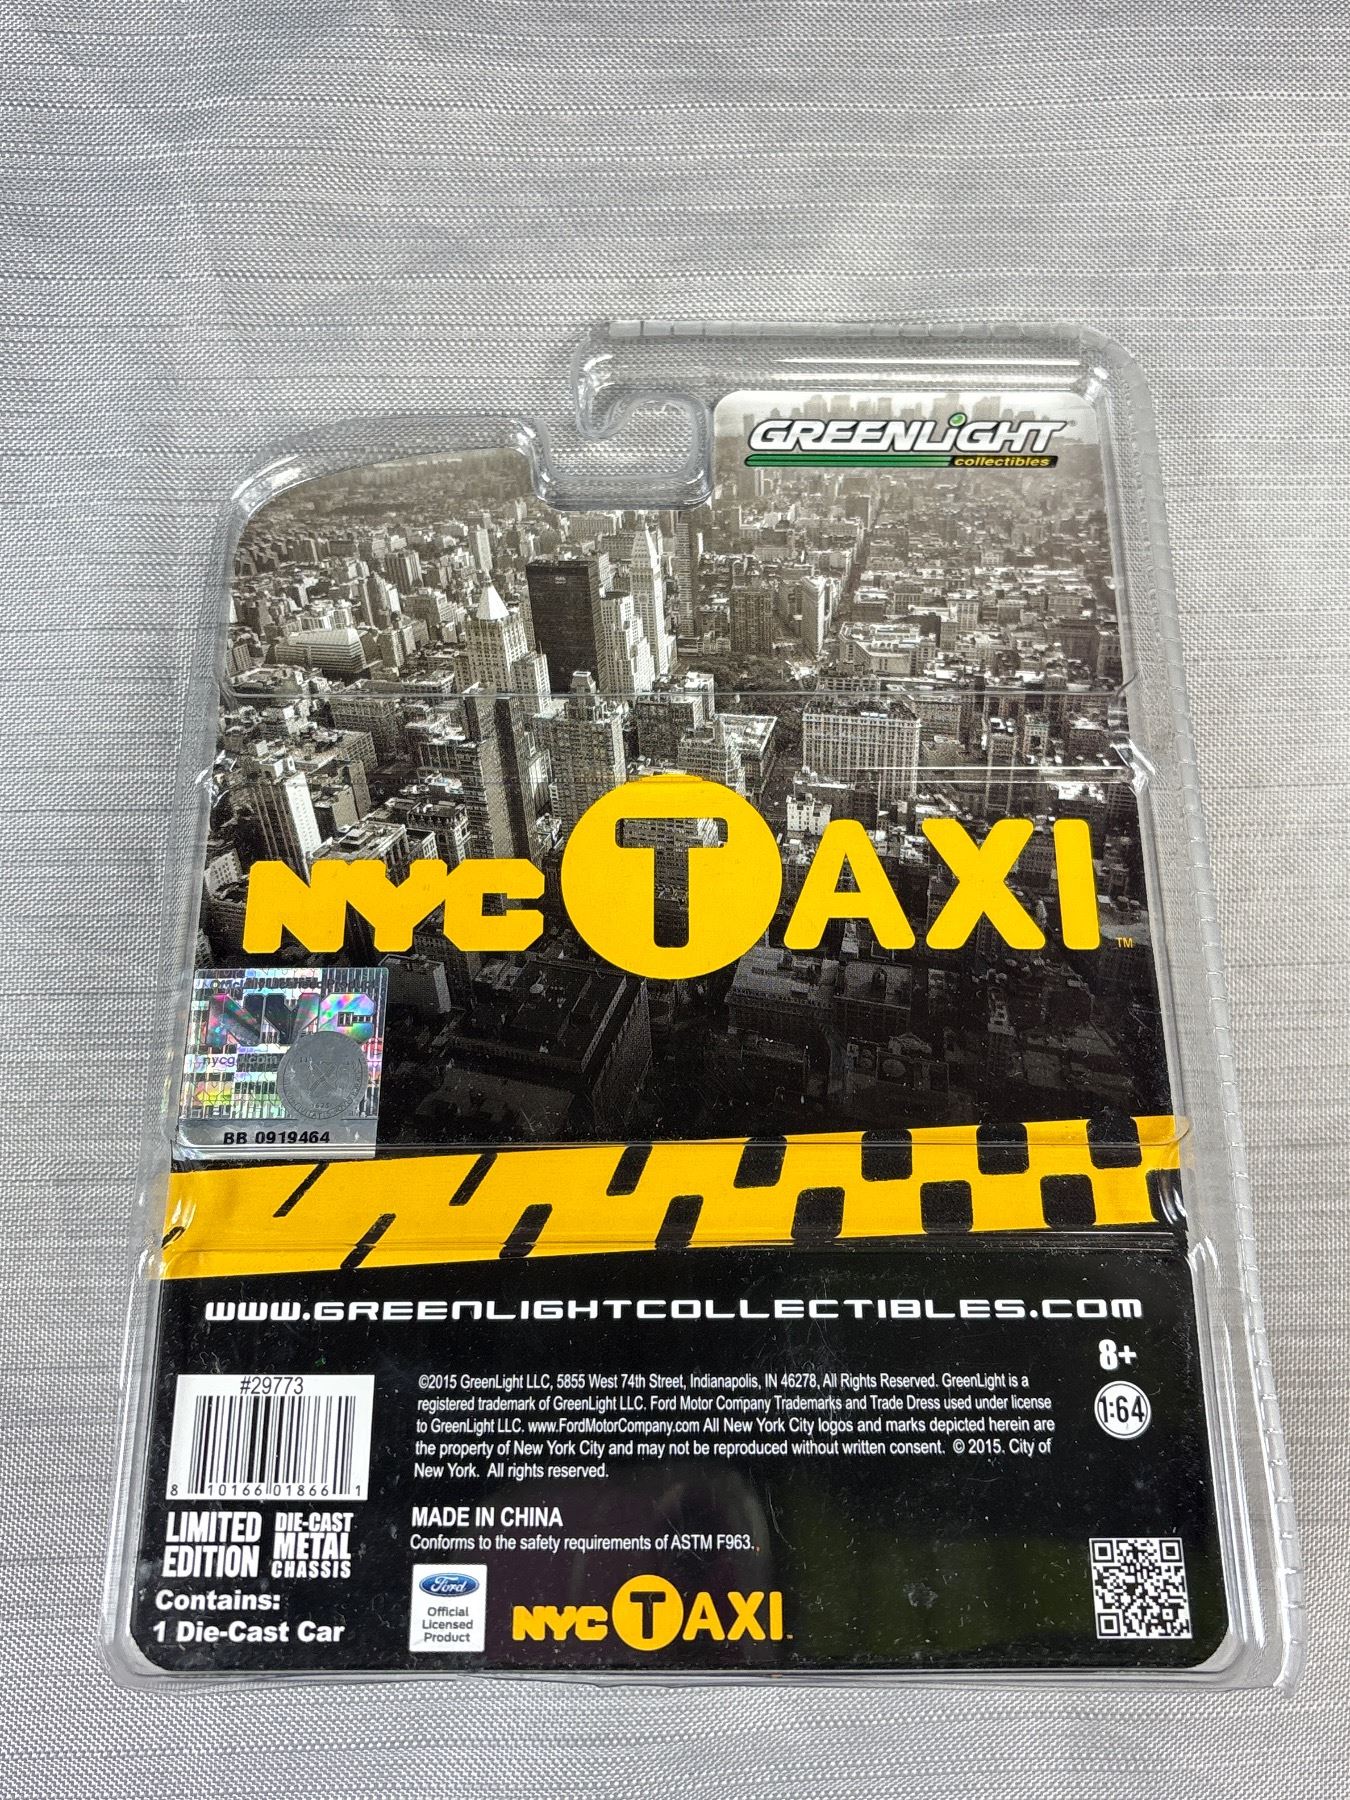 GREENLiGHT
collectibles
NYC TAXI™
Official Licensed Product
NYC
BB 0919464
www.GREENLIGHTCOLLECTIBLES.COM
8+
1:64
#29773
8 10166 01866 1
©2015 GreenLight LLC, 5855 West 74th Street, Indianapolis, IN 46278, All Rights Reserved. GreenLight is a
registered trademark of GreenLight LLC. Ford Motor Company Trademarks and Trade Dress used under license
to GreenLight LLC. www.FordMotorCompany.com All New York City logos and marks depicted herein are
the property of New York City and may not be reproduced without written consent. © 2015. City of
New York. All rights reserved.
LIMITED
EDITION
DIE-CAST
METAL
CHASSIS
Contains:
1 Die-Cast Car
MADE IN CHINA
Conforms to the safety requirements of ASTM F963.
Ford
Official
Licensed
Product
NYC TAXI